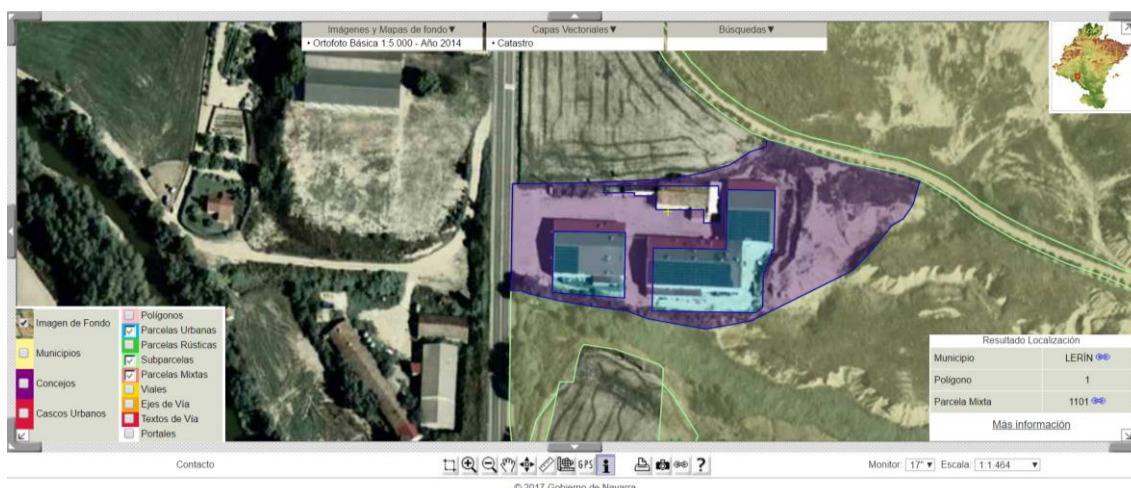 Imágenes y Mapas de fondo▼
• Ortofoto Básica 1:5.000 - Año 2014
Capas Vectoriales▼
• Catastro
Búsquedas▼
Imagen de Fondo
Municipios
Concejos
Cascos Urbanos
Polígonos
Parcelas Urbanas
Parcelas Rústicas
Subparcelas
Parcelas Mixtas
Viales
Ejes de Vía
Textos de Vía
Portales
Resultado Localización
Municipio LERÍN
Polígono 1
Parcela Mixta 1101
Más información
Contacto
GPS
i
?
Monitor: 17" ▼ Escala: 1:1.464 ▼
© 2017 Gobierno de Navarra